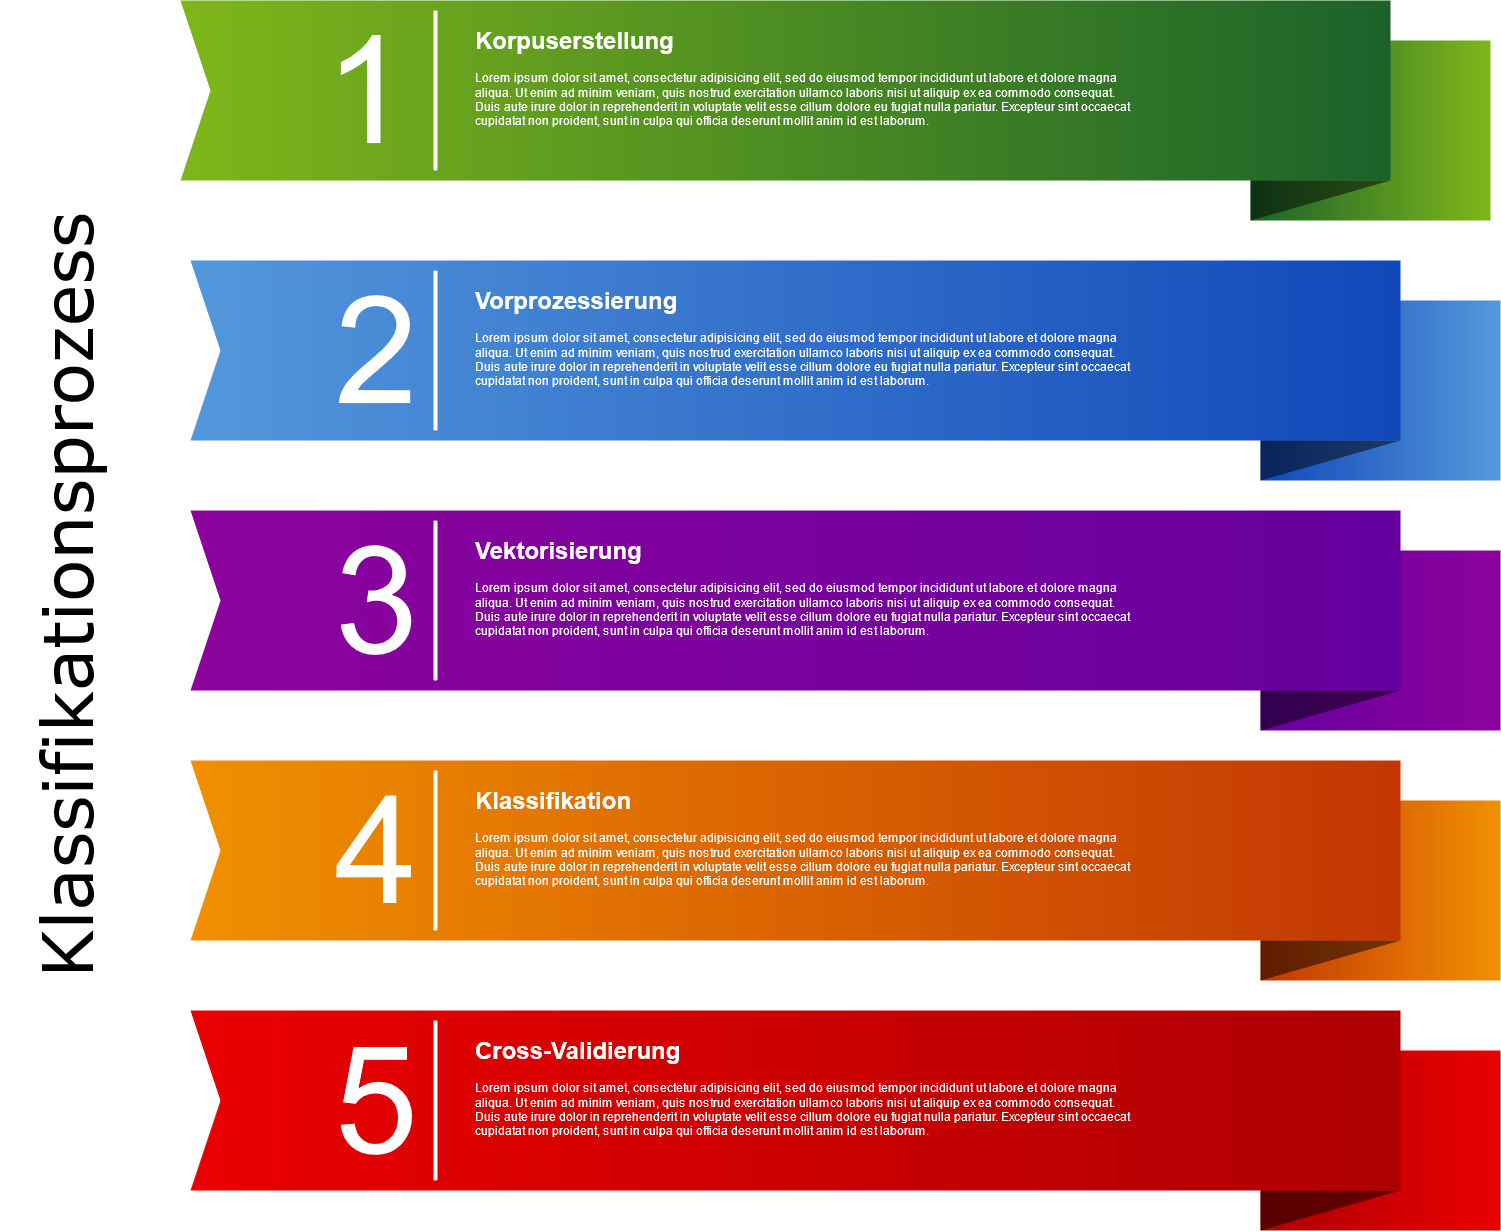 Klassifikationsprozess
1
Korpuserstellung
Lorem ipsum dolor sit amet, consectetur adipisicing elit, sed do eiusmod tempor incididunt ut labore et dolore magna
aliqua. Ut enim ad minim veniam, quis nostrud exercitation ullamco laboris nisi ut aliquip ex ea commodo consequat.
Duis aute irure dolor in reprehenderit in voluptate velit esse cillum dolore eu fugiat nulla pariatur. Excepteur sint occaecat
cupidatat non proident, sunt in culpa qui officia deserunt mollit anim id est laborum.
2
Vorprozessierung
Lorem ipsum dolor sit amet, consectetur adipisicing elit, sed do eiusmod tempor incididunt ut labore et dolore magna
aliqua. Ut enim ad minim veniam, quis nostrud exercitation ullamco laboris nisi ut aliquip ex ea commodo consequat.
Duis aute irure dolor in reprehenderit in voluptate velit esse cillum dolore eu fugiat nulla pariatur. Excepteur sint occaecat
cupidatat non proident, sunt in culpa qui officia deserunt mollit anim id est laborum.
3
Vektorisierung
Lorem ipsum dolor sit amet, consectetur adipisicing elit, sed do eiusmod tempor incididunt ut labore et dolore magna
aliqua. Ut enim ad minim veniam, quis nostrud exercitation ullamco laboris nisi ut aliquip ex ea commodo consequat.
Duis aute irure dolor in reprehenderit in voluptate velit esse cillum dolore eu fugiat nulla pariatur. Excepteur sint occaecat
cupidatat non proident, sunt in culpa qui officia deserunt mollit anim id est laborum.
4
Klassifikation
Lorem ipsum dolor sit amet, consectetur adipisicing elit, sed do eiusmod tempor incididunt ut labore et dolore magna
aliqua. Ut enim ad minim veniam, quis nostrud exercitation ullamco laboris nisi ut aliquip ex ea commodo consequat.
Duis aute irure dolor in reprehenderit in voluptate velit esse cillum dolore eu fugiat nulla pariatur. Excepteur sint occaecat
cupidatat non proident, sunt in culpa qui officia deserunt mollit anim id est laborum.
5
Cross-Validierung
Lorem ipsum dolor sit amet, consectetur adipisicing elit, sed do eiusmod tempor incididunt ut labore et dolore magna
aliqua. Ut enim ad minim veniam, quis nostrud exercitation ullamco laboris nisi ut aliquip ex ea commodo consequat.
Duis aute irure dolor in reprehenderit in voluptate velit esse cillum dolore eu fugiat nulla pariatur. Excepteur sint occaecat
cupidatat non proident, sunt in culpa qui officia deserunt mollit anim id est laborum.